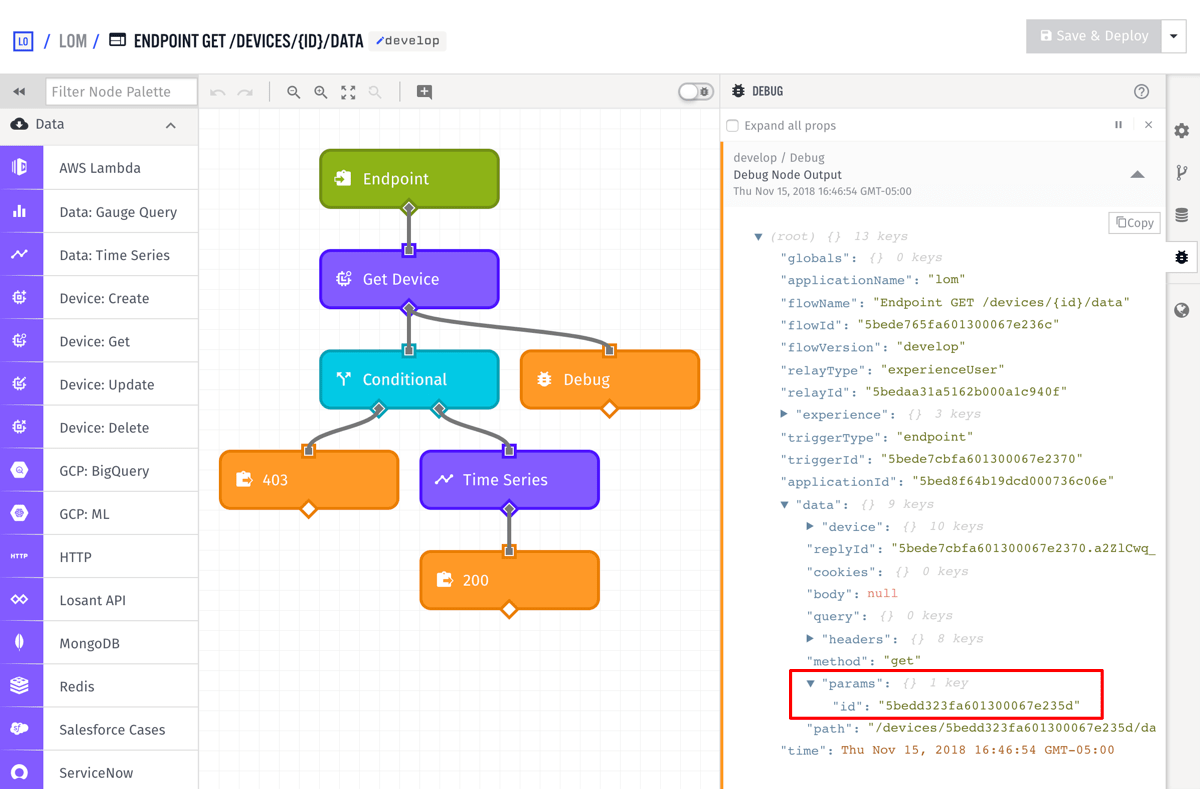 LO / LOM / ENDPOINT GET /DEVICES/{ID}/DATA develop
Save & Deploy
Filter Node Palette
Data
AWS Lambda
Data: Gauge Query
Data: Time Series
Device: Create
Device: Get
Device: Update
Device: Delete
GCP: BigQuery
GCP: ML
HTTP HTTP
Losant API
MongoDB
Redis
Salesforce Cases
ServiceNow
Endpoint
Get Device
Conditional
Debug
403
Time Series
200
DEBUG
Expand all props
develop / Debug
Debug Node Output
Thu Nov 15, 2018 16:46:54 GMT-05:00
Copy
(root) {} 13 keys
"globals": {} 0 keys
"applicationName": "lom"
"flowName": "Endpoint GET /devices/{id}/data"
"flowId": "5bede765fa601300067e236c"
"flowVersion": "develop"
"relayType": "experienceUser"
"relayId": "5bedaa31a5162b000a1c940f"
"experience": {} 3 keys
"triggerType": "endpoint"
"triggerId": "5bede7cbfa601300067e2370"
"applicationId": "5bed8f64b19dcd000736c06e"
"data": {} 9 keys
"device": {} 10 keys
"replyId": "5bede7cbfa601300067e2370.a2ZlCwq_
"cookies": {} 0 keys
"body": null
"query": {} 0 keys
"headers": {} 8 keys
"method": "get"
"params": {} 1 key
"id": "5bedd323fa601300067e235d"
"path": "/devices/5bedd323fa601300067e235d/da
"time": Thu Nov 15, 2018 16:46:54 GMT-05:00